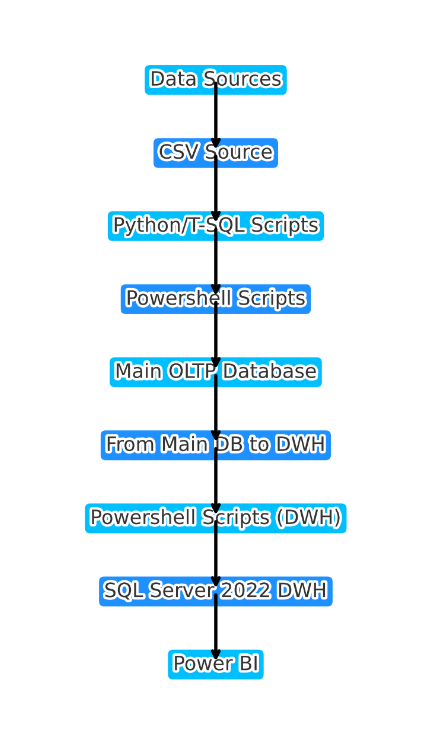 Data Sources
CSV Source
Python/T-SQL Scripts
Powershell Scripts
Main OLTP Database
From Main DB to DWH
Powershell Scripts (DWH)
SQL Server 2022 DWH
Power BI